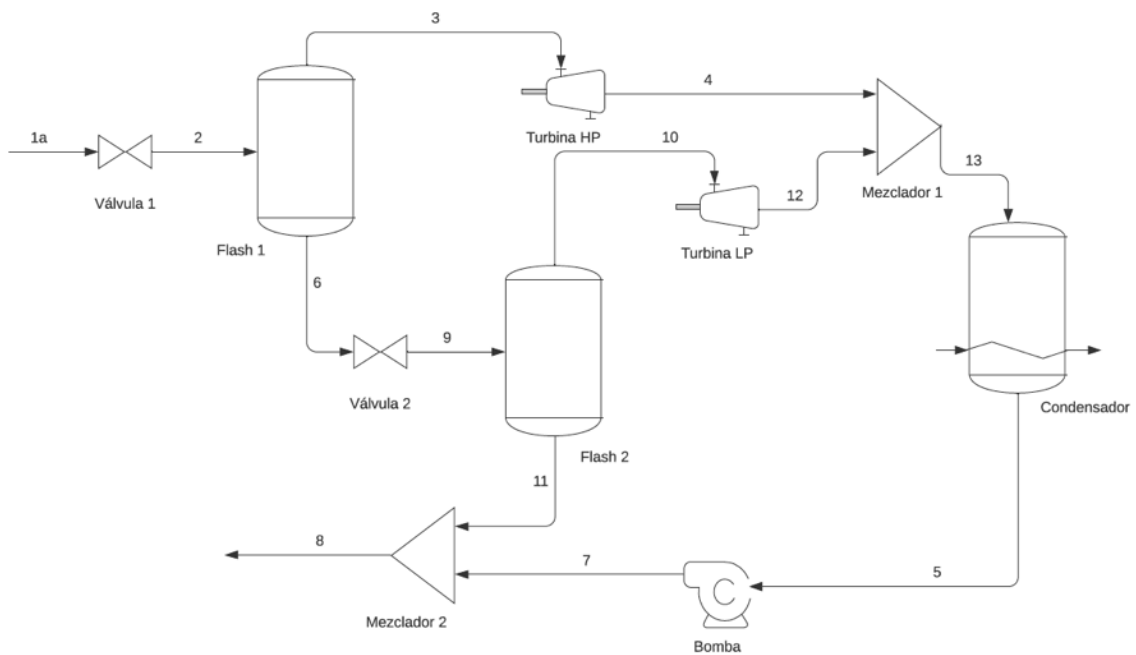 3
1a
2
4
Válvula 1
Turbina HP
10
13
12
Mezclador 1
Flash 1
Turbina LP
6
9
Válvula 2
Condensador
Flash 2
11
8
7
5
Mezclador 2
Bomba